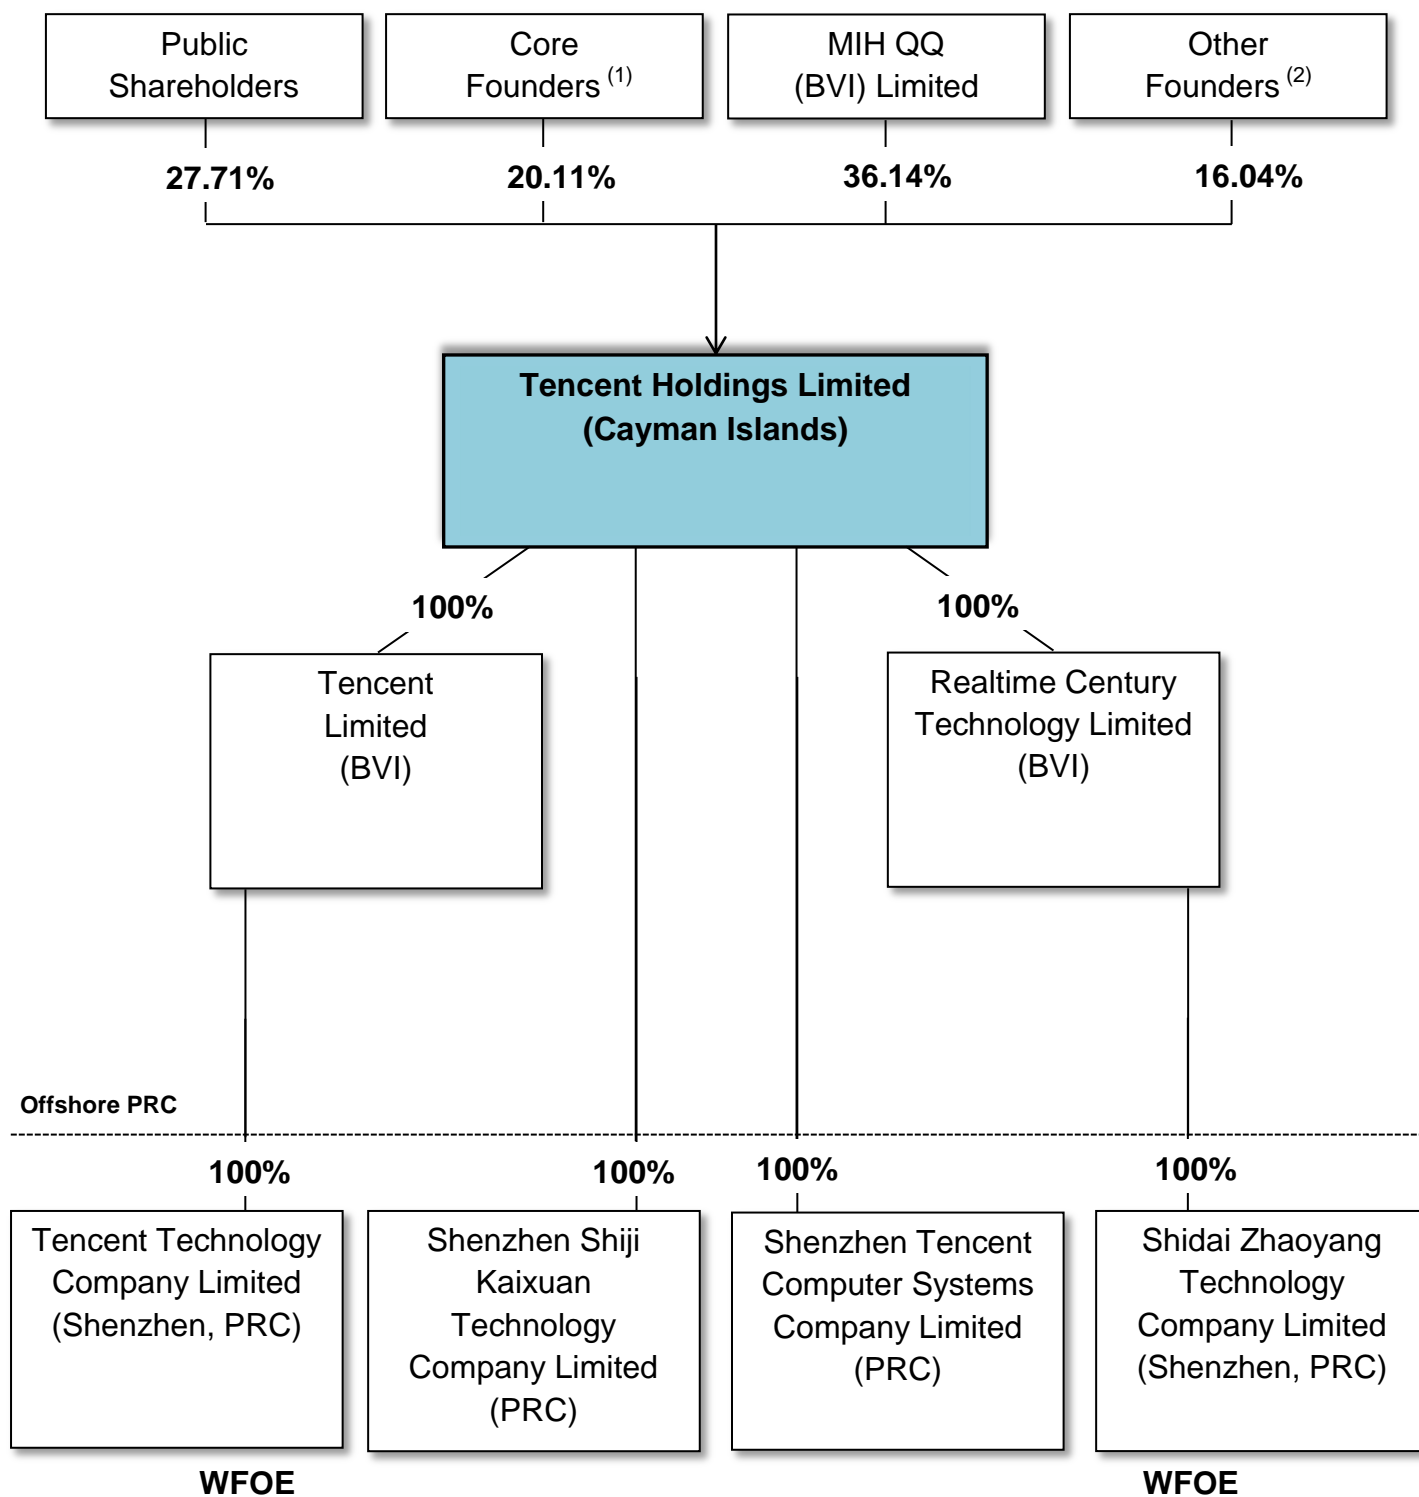 Public
Shareholders
Core
Founders (1)
MIH QQ
(BVI) Limited
Other
Founders (2)
27.71%
20.11%
36.14%
16.04%
Tencent Holdings Limited
(Cayman Islands)
100%
100%
Tencent
Limited
(BVI)
Realtime Century
Technology Limited
(BVI)
Offshore PRC
100%
100%
100%
100%
Tencent Technology
Company Limited
(Shenzhen, PRC)
Shenzhen Shiji
Kaixuan
Technology
Company Limited
(PRC)
Shenzhen Tencent
Computer Systems
Company Limited
(PRC)
Shidai Zhaoyang
Technology
Company Limited
(Shenzhen, PRC)
WFOE
WFOE